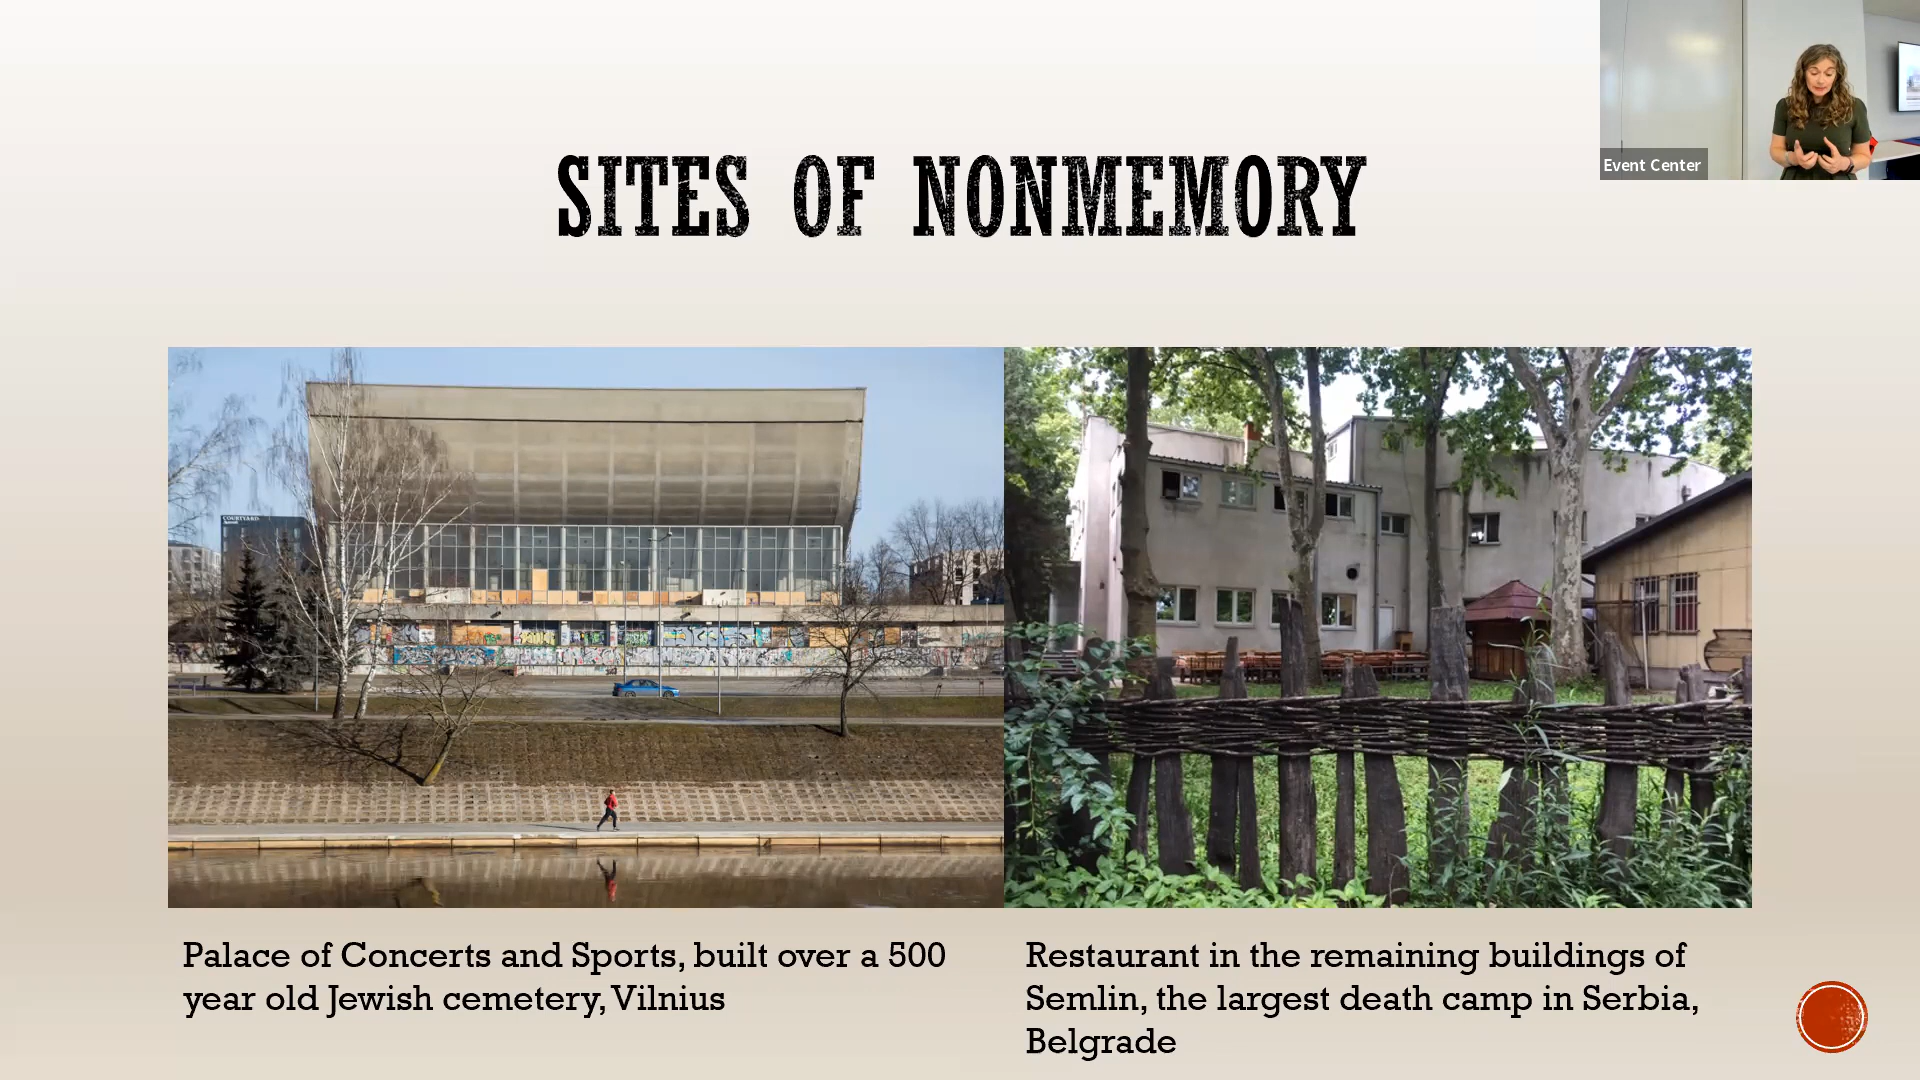 Event Center
SITES OF NONMEMORY
COURTYARD
Palace of Concerts and Sports, built over a 500
year old Jewish cemetery, Vilnius
Restaurant in the remaining buildings of
Semlin, the largest death camp in Serbia,
Belgrade